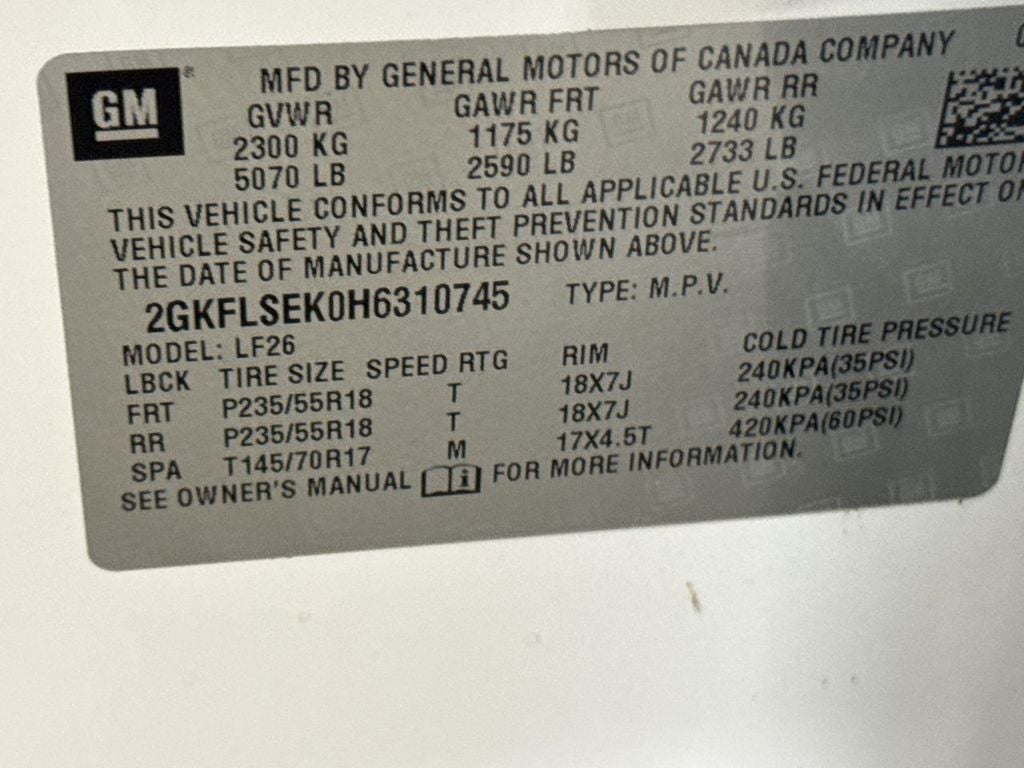 GM ® MFD BY GENERAL MOTORS OF CANADA COMPANY
GVWR GAWR FRT GAWR RR
2300 KG 1175 KG 1240 KG
5070 LB 2590 LB 2733 LB
THIS VEHICLE CONFORMS TO ALL APPLICABLE U.S. FEDERAL MOTOR
VEHICLE SAFETY AND THEFT PREVENTION STANDARDS IN EFFECT ON
THE DATE OF MANUFACTURE SHOWN ABOVE.
2GKFLSEK0H6310745 TYPE: M.P.V.
MODEL: LF26
LBCK TIRE SIZE SPEED RTG RIM COLD TIRE PRESSURE
FRT P235/55R18 T 18X7J 240KPA(35PSI)
RR P235/55R18 T 18X7J 240KPA(35PSI)
SPA T145/70R17 M 17X4.5T 420KPA(60PSI)
SEE OWNER'S MANUAL FOR MORE INFORMATION.